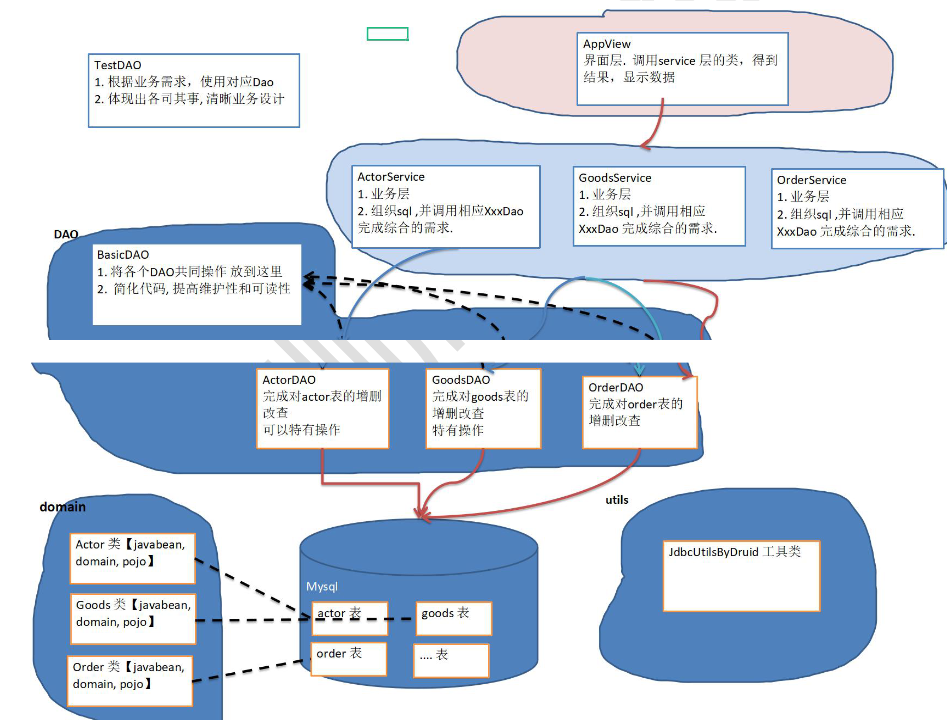 AppView
界面层. 调用service 层的类，得到
结果，显示数据
TestDAO
1. 根据业务需求，使用对应Dao
2. 体现出各司其事, 清晰业务设计
ActorService
1. 业务层
2. 组织sql ,并调用相应XxxDao
完成综合的需求.
GoodsService
1. 业务层
2. 组织sql ,并调用相应
XxxDao 完成综合的需求.
OrderService
1. 业务层
2. 组织sql ,并调用相应
XxxDao 完成综合的需求.
DAO
BasicDAO
1. 将各个DAO共同操作 放到这里
2. 简化代码, 提高维护性和可读性
ActorDAO
完成对actor表的增删
改查
可以特有操作
GoodsDAO
完成对goods表的
增删改查
特有操作
OrderDAO
完成对order表的
增删改查
domain
Actor 类【javabean,
domain, pojo】
Goods 类【javabean,
domain, pojo】
Order 类【javabean,
domain, pojo】
Mysql
actor 表
goods 表
order 表
.... 表
utils
JdbcUtilsByDruid 工具类